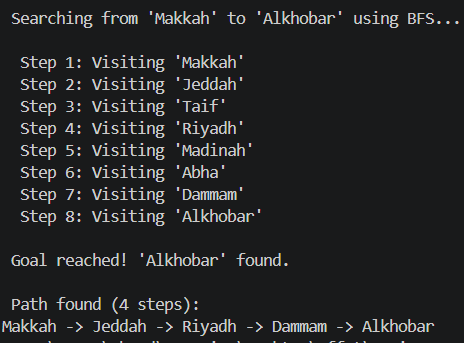 Searching from 'Makkah' to 'Alkhobar' using BFS...
Step 1: Visiting 'Makkah'
Step 2: Visiting 'Jeddah'
Step 3: Visiting 'Taif'
Step 4: Visiting 'Riyadh'
Step 5: Visiting 'Madinah'
Step 6: Visiting 'Abha'
Step 7: Visiting 'Dammam'
Step 8: Visiting 'Alkhobar'
Goal reached! 'Alkhobar' found.
Path found (4 steps):
Makkah -> Jeddah -> Riyadh -> Dammam -> Alkhobar